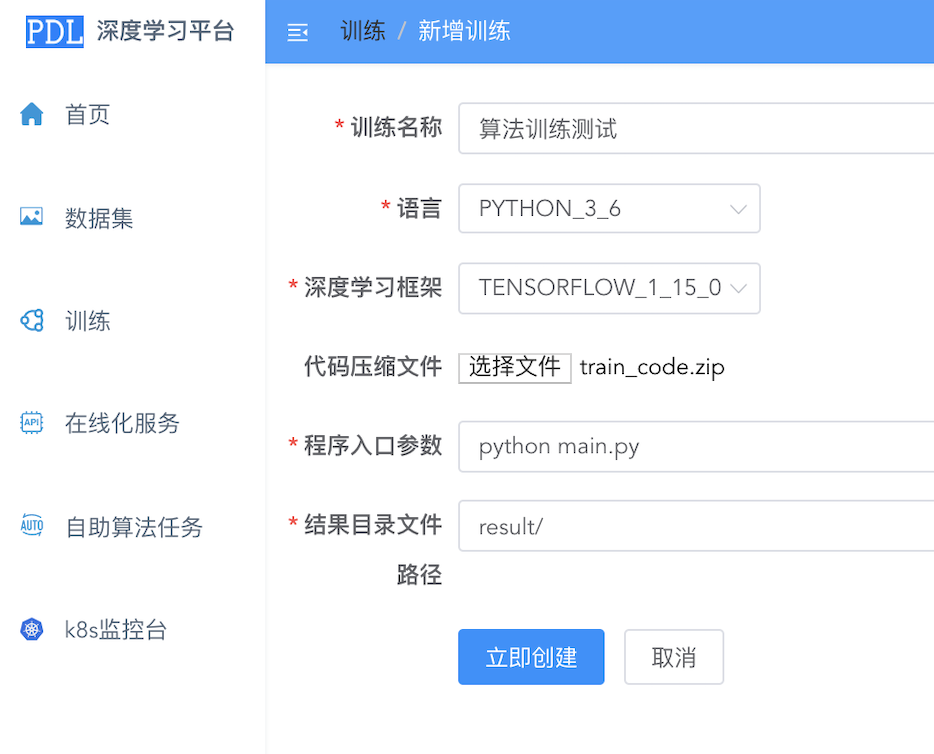 PDL 深度学习平台
首页
数据集
训练
API 在线化服务
AUTO 自助算法任务
k8s监控台
训练 / 新增训练
* 训练名称 算法训练测试
* 语言 PYTHON_3_6
* 深度学习框架 TENSORFLOW_1_15_0
代码压缩文件 选择文件 train_code.zip
* 程序入口参数 python main.py
* 结果目录文件 result/
路径
立即创建 取消